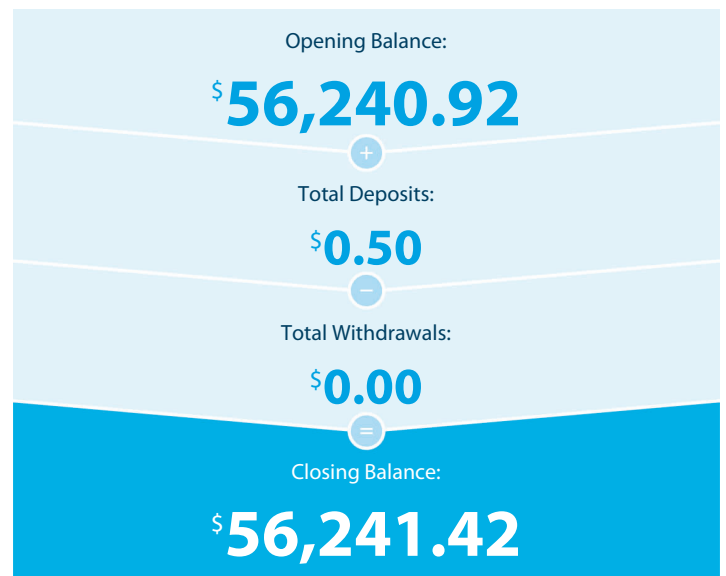 Opening Balance:
$56,240.92
+
Total Deposits:
$0.50
−
Total Withdrawals:
$0.00
=
Closing Balance:
$56,241.42